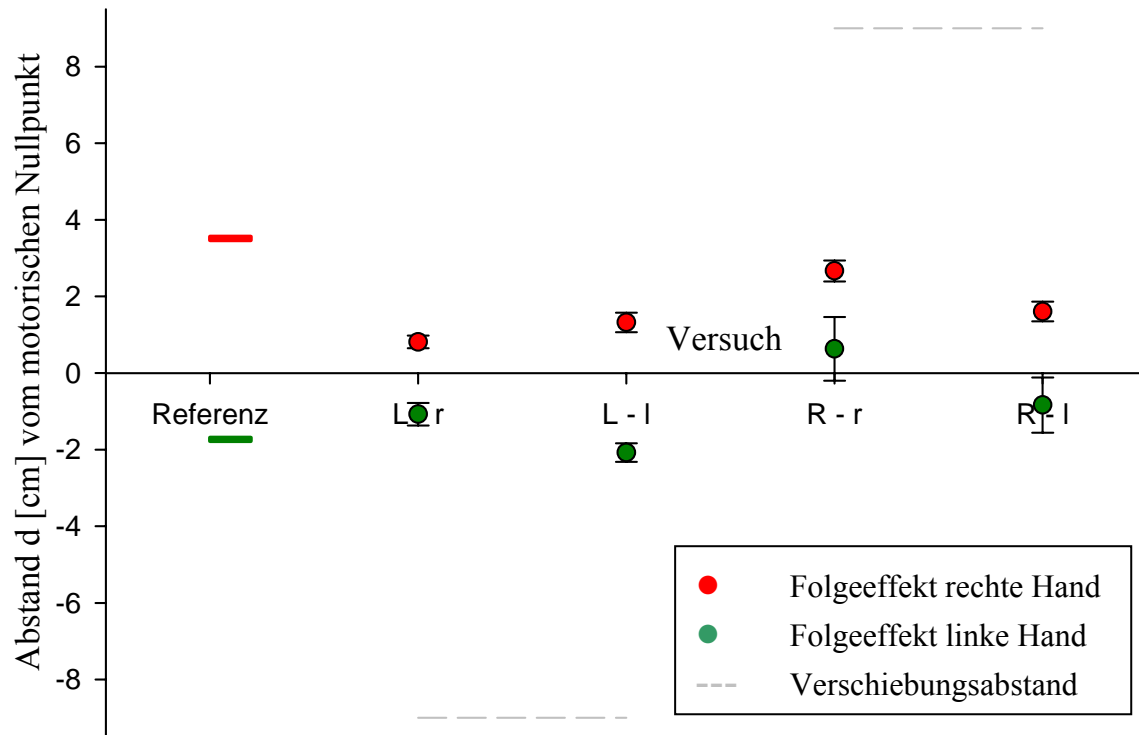 Abstand d [cm] vom motorischen Nullpunkt
8
6
4
2
0
-2
-4
-6
-8
Versuch
Referenz L - r L - l R - r R - l
Folgeeffekt rechte Hand
Folgeeffekt linke Hand
Verschiebungsabstand